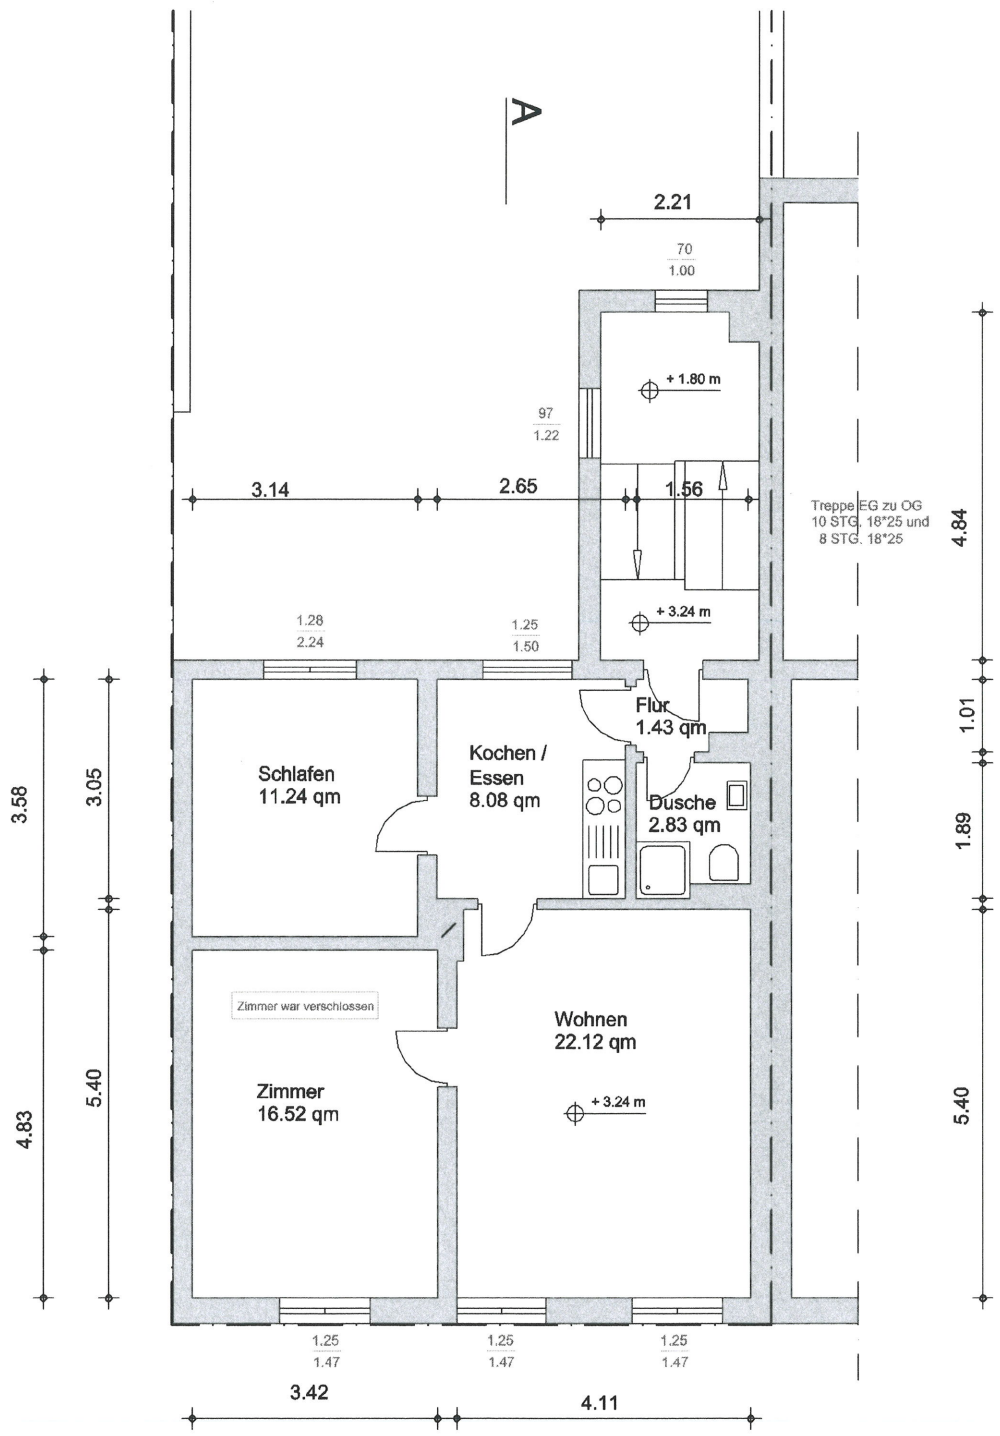 A
2.21
70
1.00
+ 1.80 m
97
1.22
3.14
2.65
1.56
Treppe EG zu OG
10 STG. 18*25 und
8 STG. 18*25
4.84
+ 3.24 m
1.28
2.24
1.25
1.50
Flur
1.43 qm
1.01
Kochen /
Essen
8.08 qm
Schlafen
11.24 qm
3.58
3.05
Dusche
2.83 qm
1.89
Zimmer war verschlossen
Wohnen
22.12 qm
Zimmer
16.52 qm
+ 3.24 m
4.83
5.40
5.40
1.25
1.47
1.25
1.47
1.25
1.47
3.42
4.11